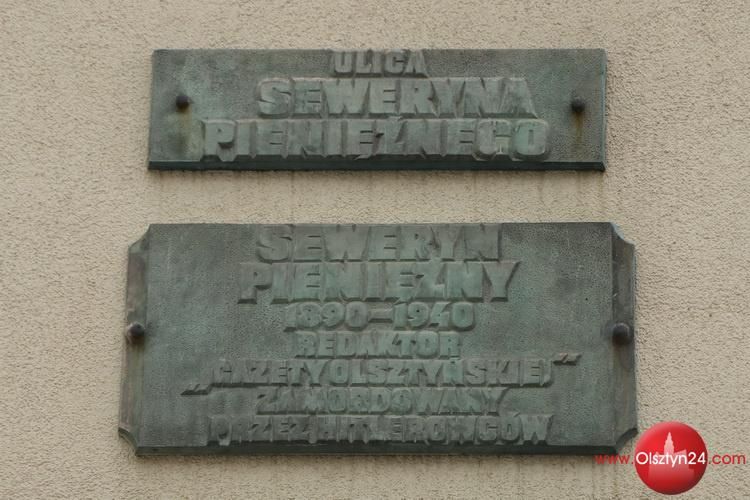 ULICA
SEWERYNA
PIENIĘŻNEGO
SEWERYN
PIENIĘŻNY
1890–1940
REDAKTOR
„GAZETY OLSZTYŃSKIEJ”
ZAMORDOWANY
PRZEZ HITLEROWCÓW
www.Olsztyn24.com